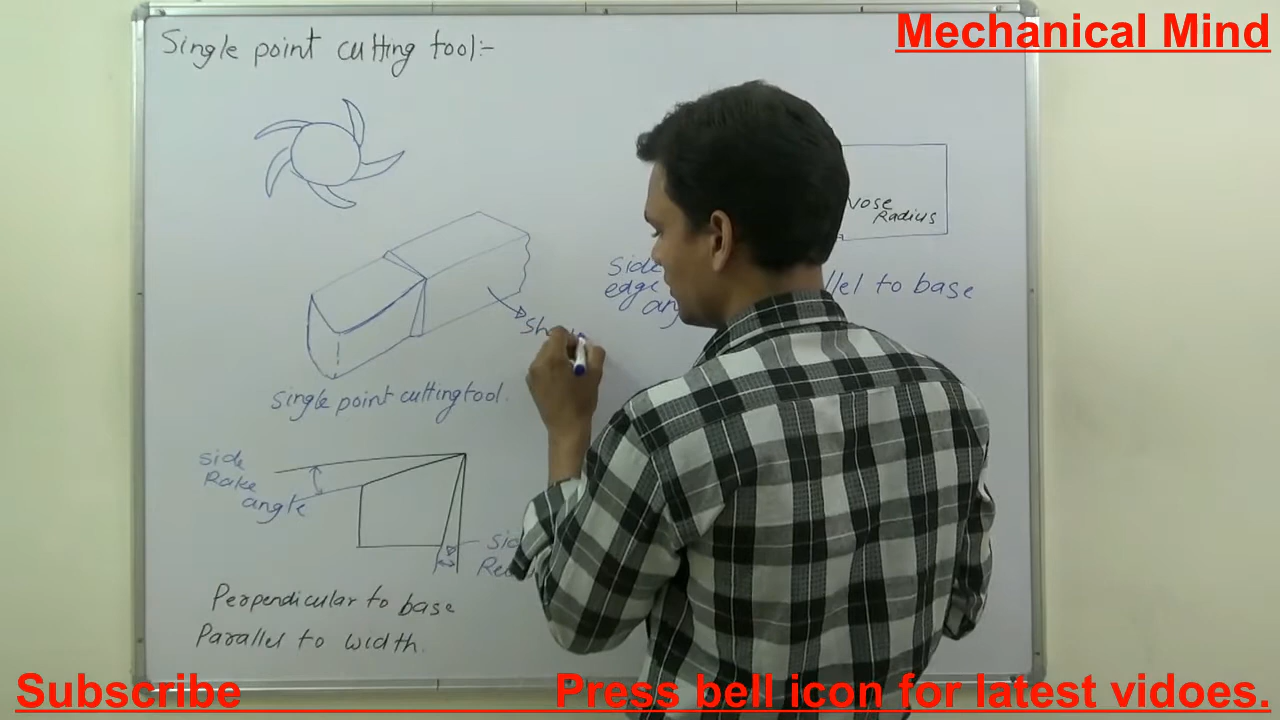 Mechanical Mind
Single point cutting tool:-
Nose
Radius
Side
edge
llel to base
Single point cutting tool.
side
Rake
angle
Perpendicular to base
Parallel to width.
Subscribe
Press bell icon for latest vidoes.